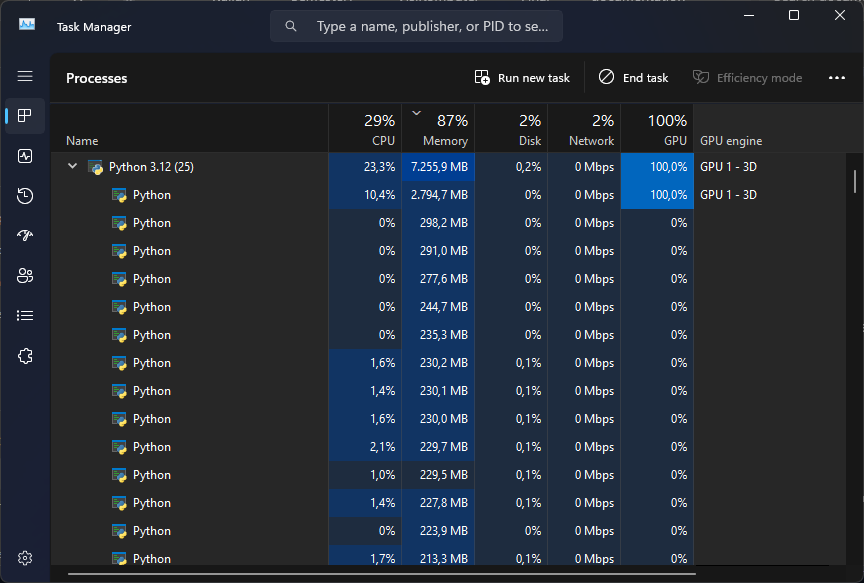 Task Manager
Type a name, publisher, or PID to se...
Processes
Run new task
End task
Efficiency mode
29% 87% 2% 2% 100%
Name CPU Memory Disk Network GPU GPU engine
Python 3.12 (25) 23,3% 7.255,9 MB 0,2% 0 Mbps 100,0% GPU 1 - 3D
Python 10,4% 2.794,7 MB 0% 0 Mbps 100,0% GPU 1 - 3D
Python 0% 298,2 MB 0% 0 Mbps 0%
Python 0% 291,0 MB 0% 0 Mbps 0%
Python 0% 277,6 MB 0% 0 Mbps 0%
Python 0% 244,7 MB 0% 0 Mbps 0%
Python 0% 235,3 MB 0% 0 Mbps 0%
Python 1,6% 230,2 MB 0,1% 0 Mbps 0%
Python 1,4% 230,1 MB 0,1% 0 Mbps 0%
Python 1,6% 230,0 MB 0,1% 0 Mbps 0%
Python 2,1% 229,7 MB 0,1% 0 Mbps 0%
Python 1,0% 229,5 MB 0,1% 0 Mbps 0%
Python 1,4% 227,8 MB 0,1% 0 Mbps 0%
Python 0% 223,9 MB 0% 0 Mbps 0%
Python 1,7% 213,3 MB 0,1% 0 Mbps 0%